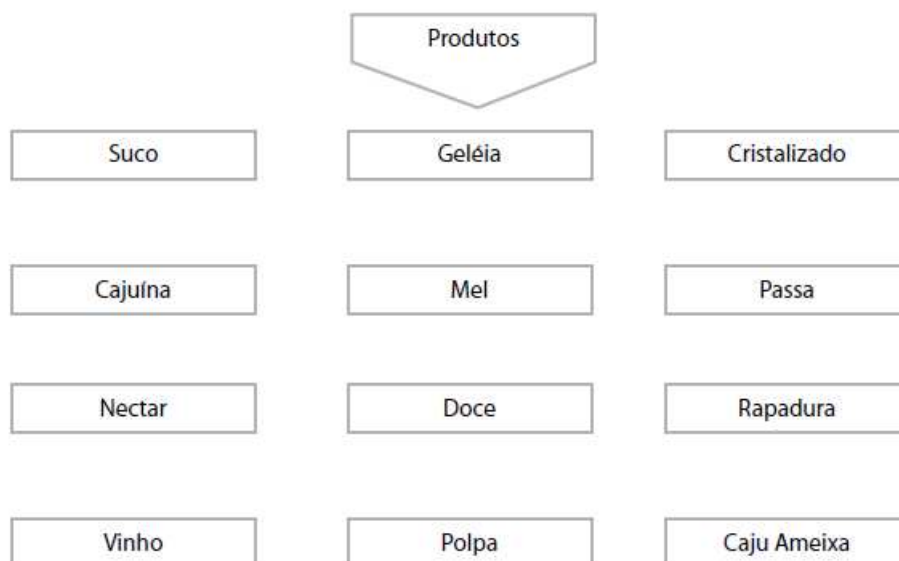 Produtos
Suco Geléia Cristalizado
Cajuína Mel Passa
Nectar Doce Rapadura
Vinho Polpa Caju Ameixa